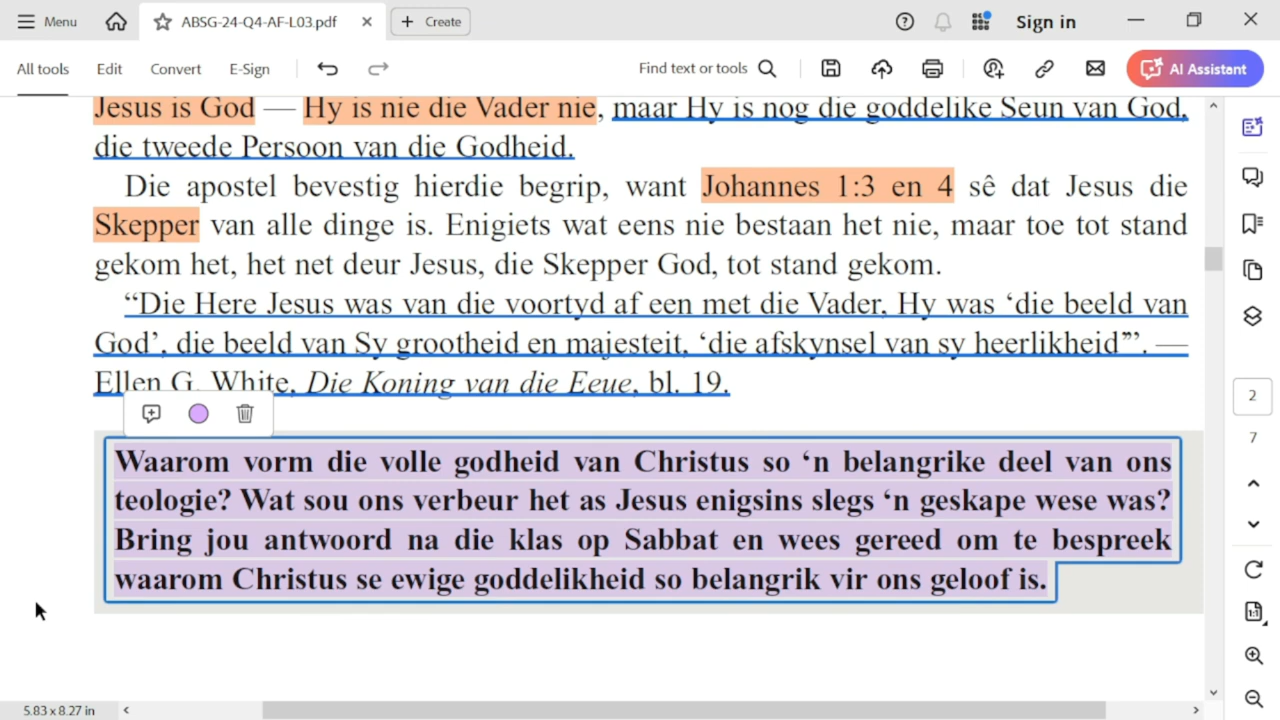 Menu
ABSG-24-Q4-AF-L03.pdf
Create
Sign in
All tools
Edit
Convert
E-Sign
Find text or tools
AI Assistant
Jesus is God — Hy is nie die Vader nie, maar Hy is nog die goddelike Seun van God,
die tweede Persoon van die Godheid.
Die apostel bevestig hierdie begrip, want Johannes 1:3 en 4 sê dat Jesus die
Skepper van alle dinge is. Enigiets wat eens nie bestaan het nie, maar toe tot stand
gekom het, het net deur Jesus, die Skepper God, tot stand gekom.
“Die Here Jesus was van die voortyd af een met die Vader, Hy was ‘die beeld van
God’, die beeld van Sy grootheid en majesteit, ‘die afskynsel van sy heerlikheid’”. —
Ellen G. White, Die Koning van die Eeue, bl. 19.
Waarom vorm die volle godheid van Christus so ‘n belangrike deel van ons
teologie? Wat sou ons verbeur het as Jesus enigsins slegs ‘n geskape wese was?
Bring jou antwoord na die klas op Sabbat en wees gereed om te bespreek
waarom Christus se ewige goddelikheid so belangrik vir ons geloof is.
2
7
1:1
5.83 x 8.27 in